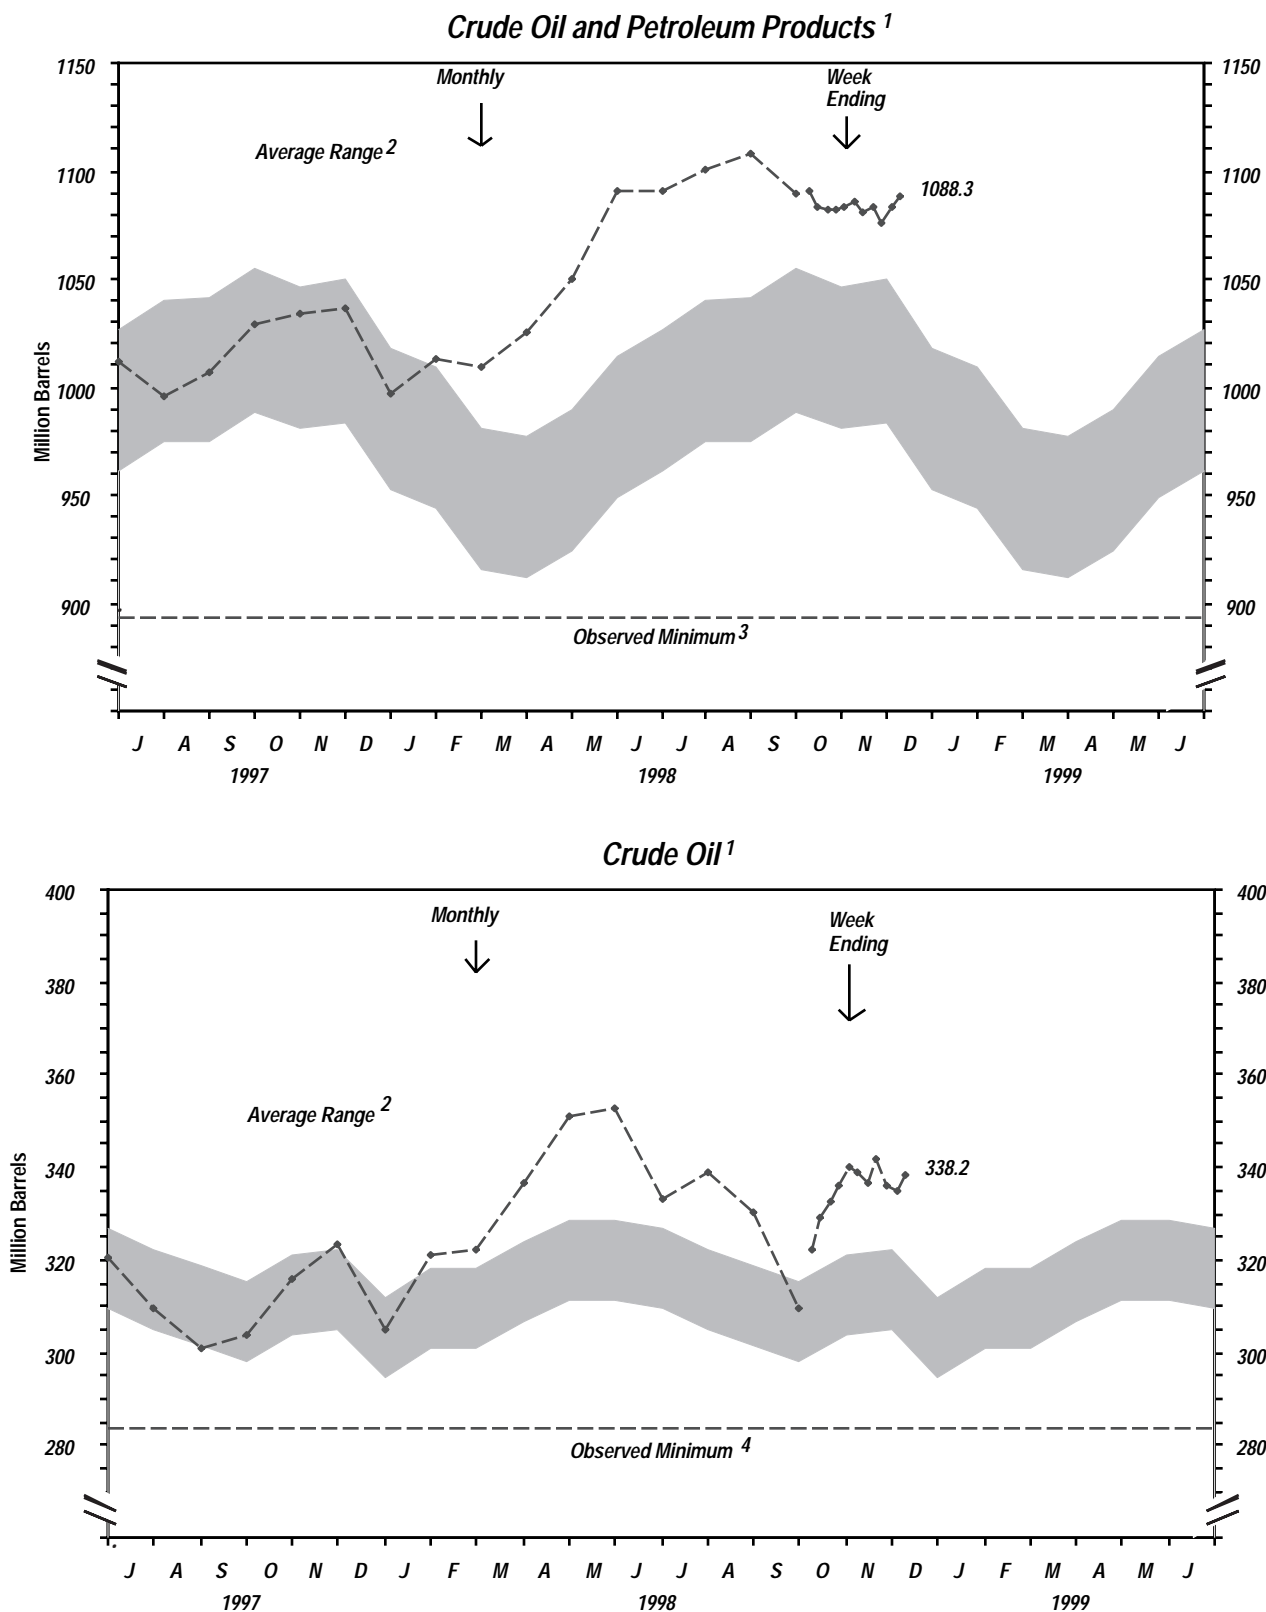 Crude Oil and Petroleum Products 1
1150 1150
Monthly
Week
Ending
Average Range 2
1100 1100
1088.3
1050 1050
Million Barrels
1000 1000
950 950
900 900
Observed Minimum 3
J A S O N D J F M A M J J A S O N D J F M A M J
1997 1998 1999
Crude Oil 1
400 400
Monthly
Week
Ending
380 380
360 360
Average Range 2
Million Barrels
340 340
338.2
320 320
300 300
280 280
Observed Minimum 4
J A S O N D J F M A M J J A S O N D J F M A M J
1997 1998 1999